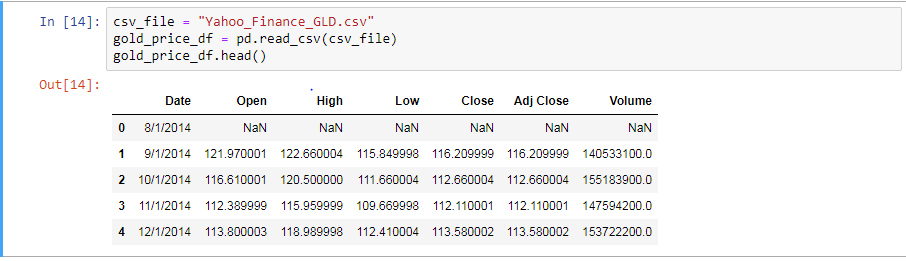 In [14]: csv_file = "Yahoo_Finance_GLD.csv"
gold_price_df = pd.read_csv(csv_file)
gold_price_df.head()
Out[14]:
Date Open High Low Close Adj Close Volume
0 8/1/2014 NaN NaN NaN NaN NaN NaN
1 9/1/2014 121.970001 122.660004 115.849998 116.209999 116.209999 140533100.0
2 10/1/2014 116.610001 120.500000 111.660004 112.660004 112.660004 155183900.0
3 11/1/2014 112.389999 115.959999 109.669998 112.110001 112.110001 147594200.0
4 12/1/2014 113.800003 118.989998 112.410004 113.580002 113.580002 153722200.0